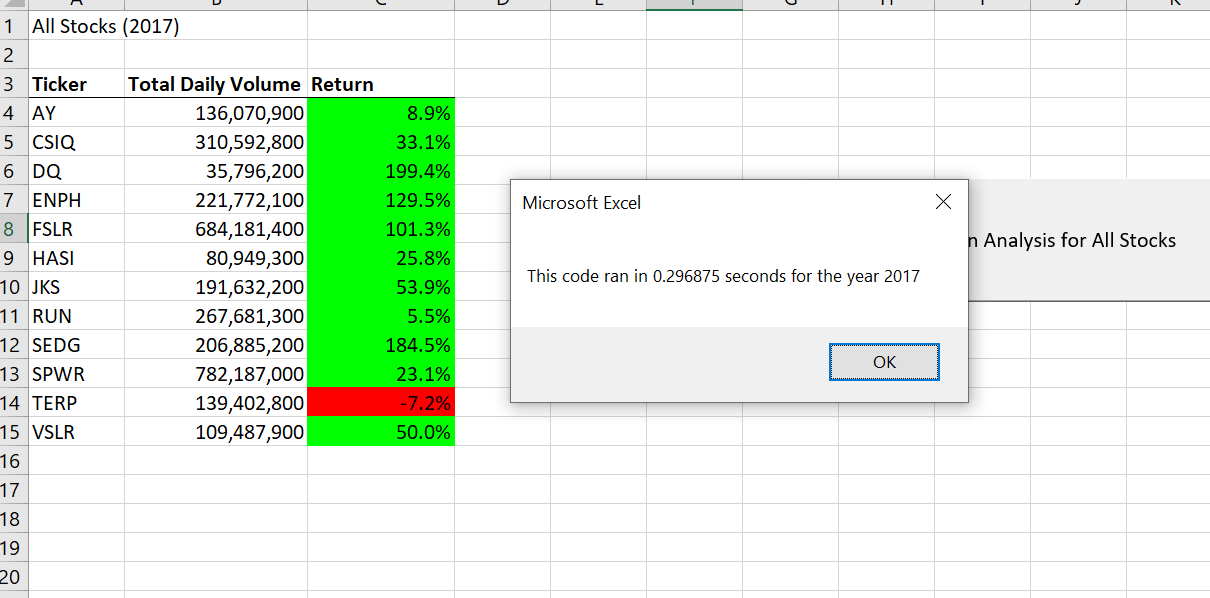 All Stocks (2017)
Ticker Total Daily Volume Return
AY 136,070,900 8.9%
CSIQ 310,592,800 33.1%
DQ 35,796,200 199.4%
ENPH 221,772,100 129.5%
FSLR 684,181,400 101.3%
HASI 80,949,300 25.8%
JKS 191,632,200 53.9%
RUN 267,681,300 5.5%
SEDG 206,885,200 184.5%
SPWR 782,187,000 23.1%
TERP 139,402,800 -7.2%
VSLR 109,487,900 50.0%
1
2
3
4
5
6
7
8
9
10
11
12
13
14
15
16
17
18
19
20
Microsoft Excel
This code ran in 0.296875 seconds for the year 2017
OK
n Analysis for All Stocks